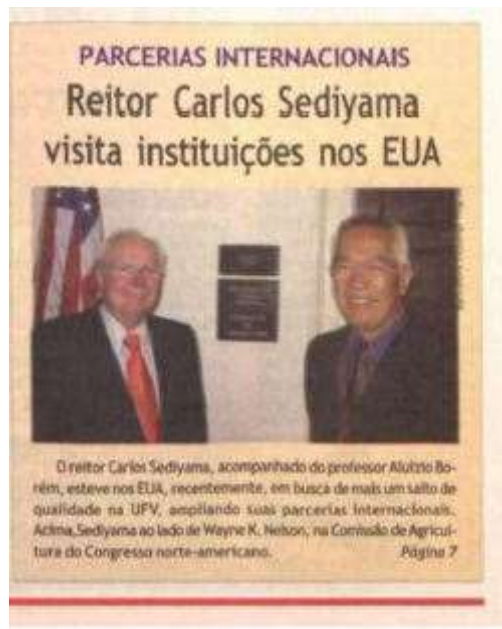 PARCERIAS INTERNACIONAIS
Reitor Carlos Sediyama
visita instituições nos EUA
O reitor Carlos Sediyama, acompanhado do professor Aluízio Bo-
rém, esteve nos EUA, recentemente, em busca de mais um salto de
qualidade na UFV, ampliando suas parcerias internacionais.
Acima, Sediyama ao lado de Wayne K. Nelson, na Comissão de Agricul-
tura do Congresso norte-americano. Página 7